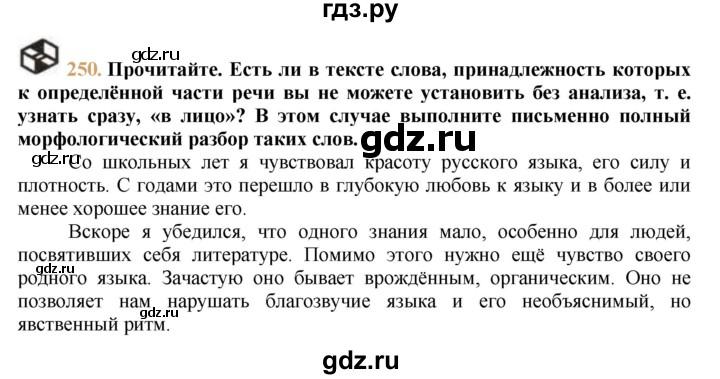 гдз.ру
gdz.ru
250. Прочитайте. Есть ли в тексте слова, принадлежность которых
к определённой части речи вы не можете установить без анализа, т. е.
узнать сразу, «в лицо»? В этом случае выполните письменно полный
морфологический разбор таких слов.
gdz.ru
gdz.ru
Со школьных лет я чувствовал красоту русского языка, его силу и
плотность. С годами это перешло в глубокую любовь к языку и в более или
менее хорошее знание его.
gdz.ru
Вскоре я убедился, что одного знания мало, особенно для людей,
посвятивших себя литературе. Помимо этого нужно ещё чувство своего
gdz.ru
родного языка. Зачастую оно бывает врождённым, органическим. Оно не
позволяет нам нарушать благозвучие языка и его необъяснимый, но
явственный ритм.
gdz.ru
gdz.ru